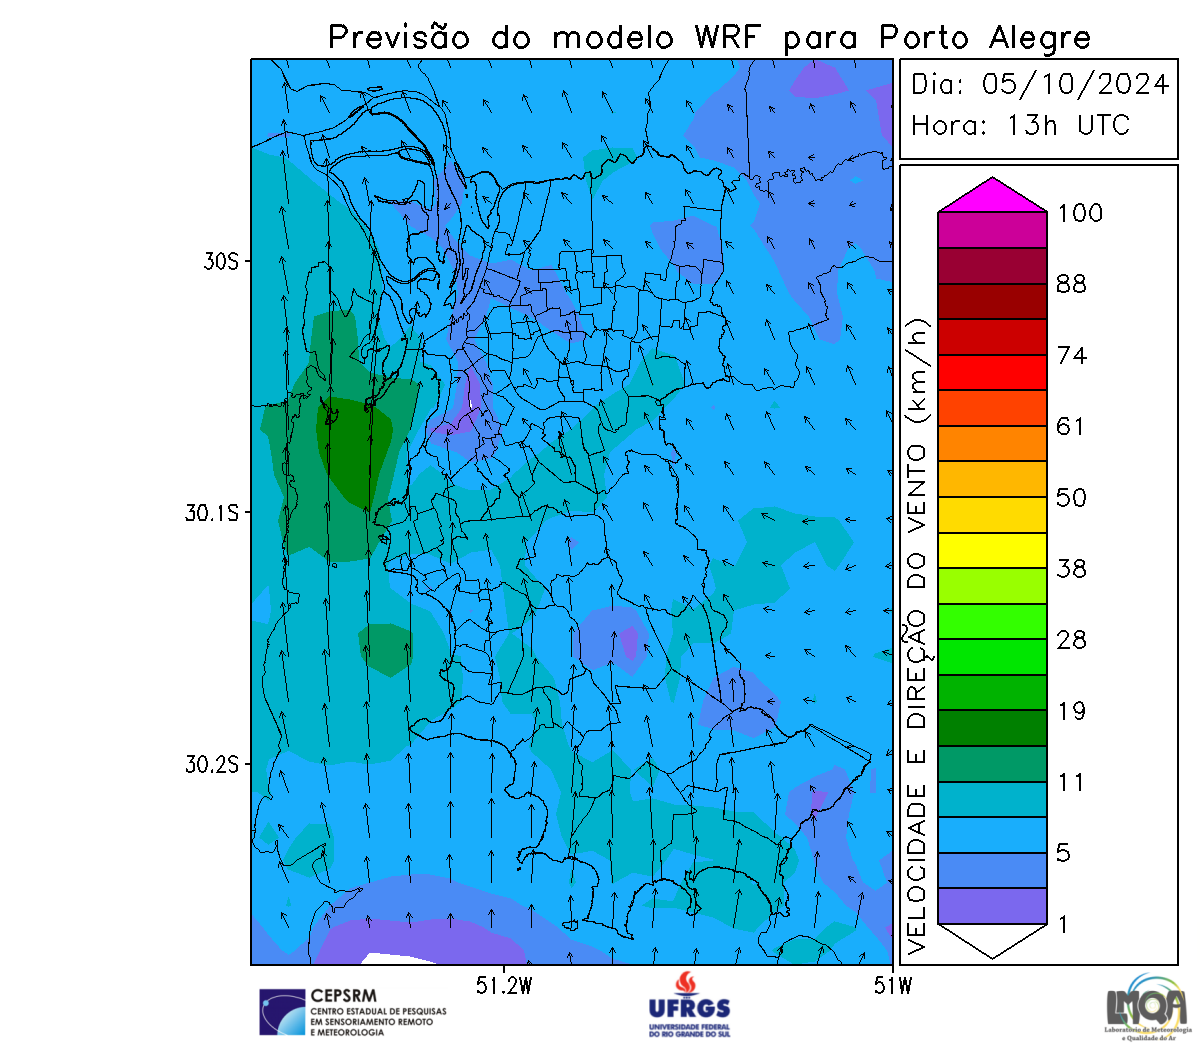 Previsão do modelo WRF para Porto Alegre
Dia: 05/10/2024
Hora: 13h UTC
30S
30.1S
30.2S
51.2W
51W
VELOCIDADE E DIREÇÃO DO VENTO (km/h)
100
88
74
61
50
38
28
19
11
5
1
CEPSRM
CENTRO ESTADUAL DE PESQUISAS
EM SENSORIAMENTO REMOTO
E METEOROLOGIA
UFRGS
UNIVERSIDADE FEDERAL
DO RIO GRANDE DO SUL
LMQA
Laboratório de Meteorologia
e Qualidade do Ar